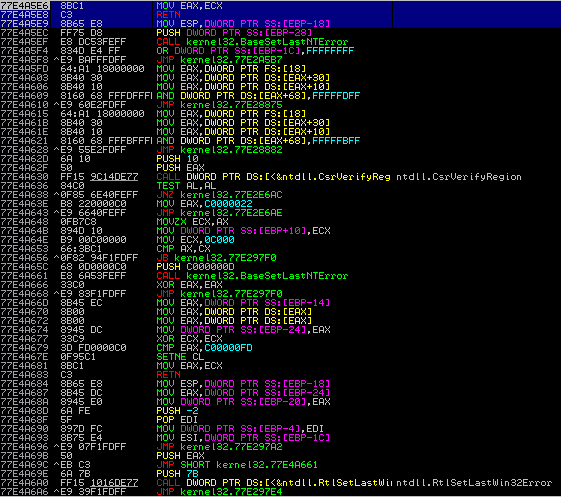 77E4A5E6 8BC1 MOV EAX,ECX
77E4A5E8 C3 RETN
77E4A5E9 8B65 E8 MOV ESP,DWORD PTR SS:[EBP-18]
77E4A5EC FF75 D8 PUSH DWORD PTR SS:[EBP-28]
77E4A5EF E8 DC53FEFF CALL kernel32.BaseSetLastNTError
77E4A5F4 834D E4 FF OR DWORD PTR SS:[EBP-1C],FFFFFFFF
77E4A5F8 ^E9 BAFFFDFF JMP kernel32.77E2A5B7
77E4A5FD 64:A1 18000000 MOV EAX,DWORD PTR FS:[18]
77E4A603 8B40 30 MOV EAX,DWORD PTR DS:[EAX+30]
77E4A606 8B40 10 MOV EAX,DWORD PTR DS:[EAX+10]
77E4A609 8160 68 FFFDFFFI AND DWORD PTR DS:[EAX+68],FFFFFDFF
77E4A610 ^E9 60E2FDFF JMP kernel32.77E28875
77E4A615 64:A1 18000000 MOV EAX,DWORD PTR FS:[18]
77E4A61B 8B40 30 MOV EAX,DWORD PTR DS:[EAX+30]
77E4A61E 8B40 10 MOV EAX,DWORD PTR DS:[EAX+10]
77E4A621 8160 68 FFFBFFFI AND DWORD PTR DS:[EAX+68],FFFFFBFF
77E4A628 ^E9 55E2FDFF JMP kernel32.77E28882
77E4A62D 6A 10 PUSH 10
77E4A62F 50 PUSH EAX
77E4A630 FF15 9C14DE77 CALL DWORD PTR DS:[<&ntdll.CsrVerifyReg ntdll.CsrVerifyRegion
77E4A636 84C0 TEST AL,AL
77E4A638 ^0F85 6E40FEFF JNZ kernel32.77E2E6AC
77E4A63E B8 220000C0 MOV EAX,C0000022
77E4A643 ^E9 6640FEFF JMP kernel32.77E2E6AE
77E4A648 0FB7C8 MOVZX ECX,AX
77E4A64B 894D 10 MOV DWORD PTR SS:[EBP+10],ECX
77E4A64E B9 00C00000 MOV ECX,0C000
77E4A653 66:3BC1 CMP AX,CX
77E4A656 ^0F82 94F1FDFF JB kernel32.77E297F0
77E4A65C 68 0D0000C0 PUSH C000000D
77E4A661 E8 6A53FEFF CALL kernel32.BaseSetLastNTError
77E4A666 33C0 XOR EAX,EAX
77E4A668 ^E9 83F1FDFF JMP kernel32.77E297F0
77E4A66D 8B45 EC MOV EAX,DWORD PTR SS:[EBP-14]
77E4A670 8B00 MOV EAX,DWORD PTR DS:[EAX]
77E4A672 8B00 MOV EAX,DWORD PTR DS:[EAX]
77E4A674 8945 DC MOV DWORD PTR SS:[EBP-24],EAX
77E4A677 33C9 XOR ECX,ECX
77E4A679 3D FD0000C0 CMP EAX,C00000FD
77E4A67E 0F95C1 SETNE CL
77E4A681 8BC1 MOV EAX,ECX
77E4A683 C3 RETN
77E4A684 8B65 E8 MOV ESP,DWORD PTR SS:[EBP-18]
77E4A687 8B45 DC MOV EAX,DWORD PTR SS:[EBP-24]
77E4A68A 8945 E0 MOV DWORD PTR SS:[EBP-20],EAX
77E4A68D 6A FE PUSH -2
77E4A68F 5F POP EDI
77E4A690 897D FC MOV DWORD PTR SS:[EBP-4],EDI
77E4A693 8B75 E4 MOV ESI,DWORD PTR SS:[EBP-1C]
77E4A696 ^E9 07F1FDFF JMP kernel32.77E297A2
77E4A69B 50 PUSH EAX
77E4A69C ^EB C3 JMP SHORT kernel32.77E4A661
77E4A69E 6A 7B PUSH 7B
77E4A6A0 FF15 1016DE77 CALL DWORD PTR DS:[<&ntdll.RtlSetLastWi ntdll.RtlSetLastWin32Error
77E4A6A6 ^E9 39F1FDFF JMP kernel32.77E297E4